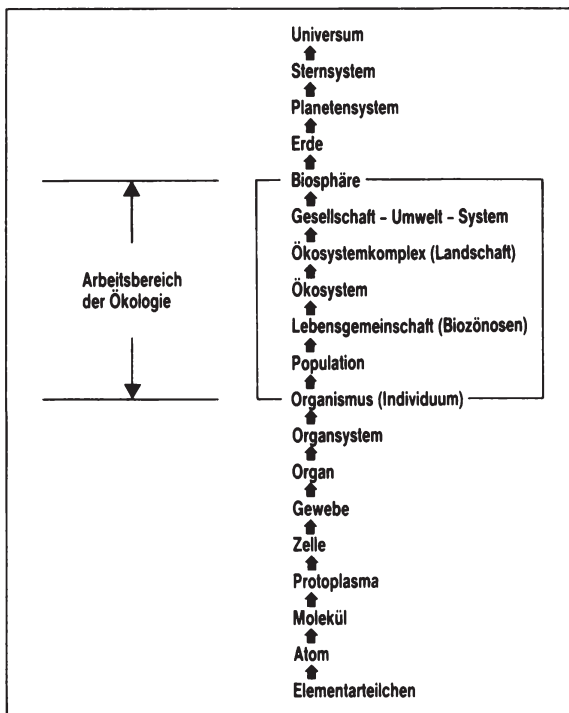 Universum
Sternsystem
Planetensystem
Erde
Biosphäre
Gesellschaft – Umwelt – System
Ökosystemkomplex (Landschaft)
Arbeitsbereich
der Ökologie
Ökosystem
Lebensgemeinschaft (Biozönosen)
Population
Organismus (Individuum)
Organsystem
Organ
Gewebe
Zelle
Protoplasma
Molekül
Atom
Elementarteilchen